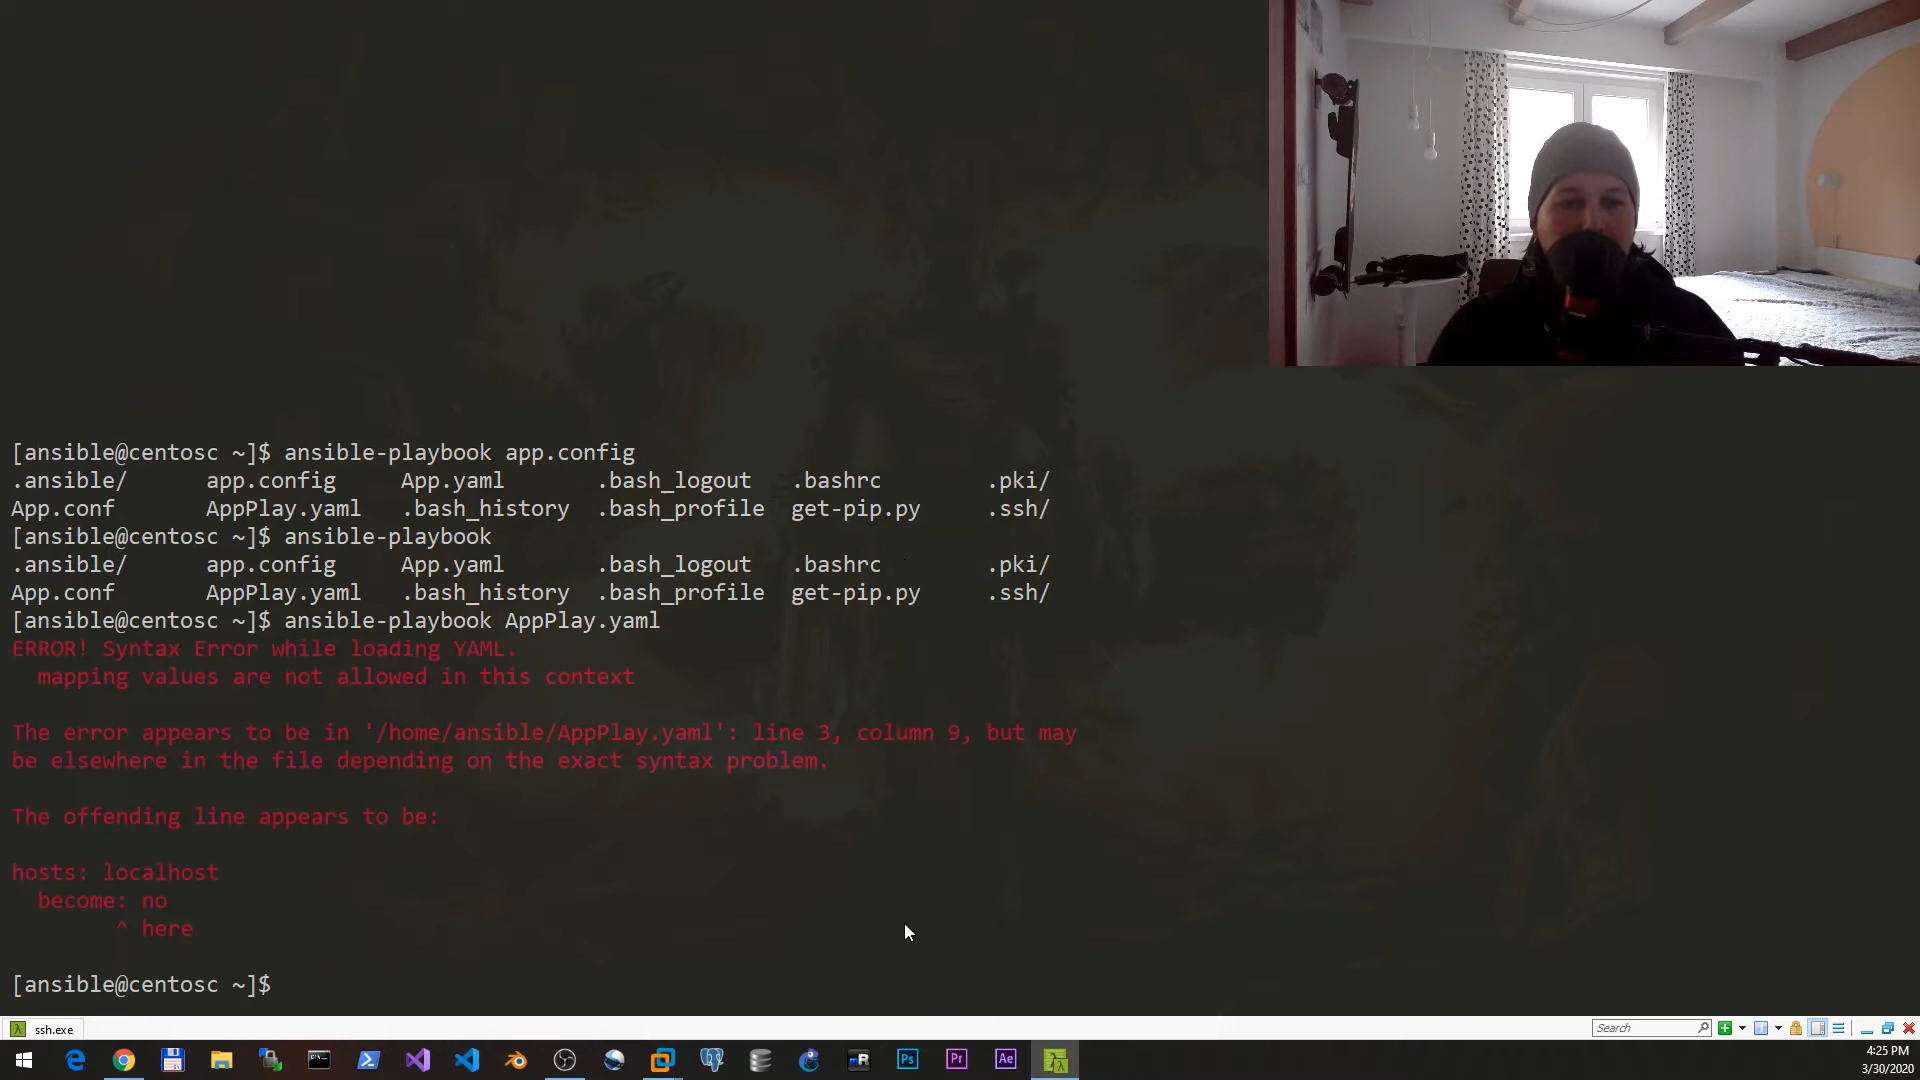 [ansible@centosc ~]$ ansible-playbook app.config
.ansible/ app.config App.yaml .bash_logout .bashrc .pki/
App.conf AppPlay.yaml .bash_history .bash_profile get-pip.py .ssh/
[ansible@centosc ~]$ ansible-playbook
.ansible/ app.config App.yaml .bash_logout .bashrc .pki/
App.conf AppPlay.yaml .bash_history .bash_profile get-pip.py .ssh/
[ansible@centosc ~]$ ansible-playbook AppPlay.yaml
ERROR! Syntax Error while loading YAML.
mapping values are not allowed in this context
The error appears to be in '/home/ansible/AppPlay.yaml': line 3, column 9, but may
be elsewhere in the file depending on the exact syntax problem.
The offending line appears to be:
hosts: localhost
become: no
^ here
[ansible@centosc ~]$
λ ssh.exe
Search
mR Ps Pr Ae
4:25 PM
3/30/2020